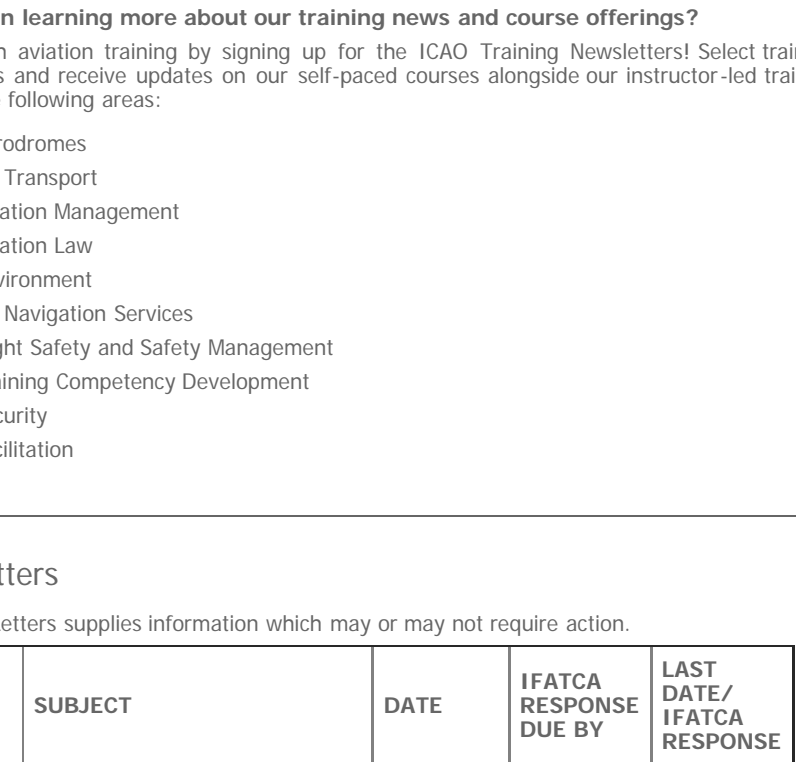 n learning more about our training news and course offerings?
n aviation training by signing up for the ICAO Training Newsletters! Select train
s and receive updates on our self-paced courses alongside our instructor-led trai
following areas:
rodromes
Transport
ation Management
ation Law
vironment
Navigation Services
ght Safety and Safety Management
ining Competency Development
curity
cilitation
tters
etters supplies information which may or may not require action.
SUBJECT
DATE
IFATCA
RESPONSE
DUE BY
LAST
DATE/
IFATCA
RESPONSE